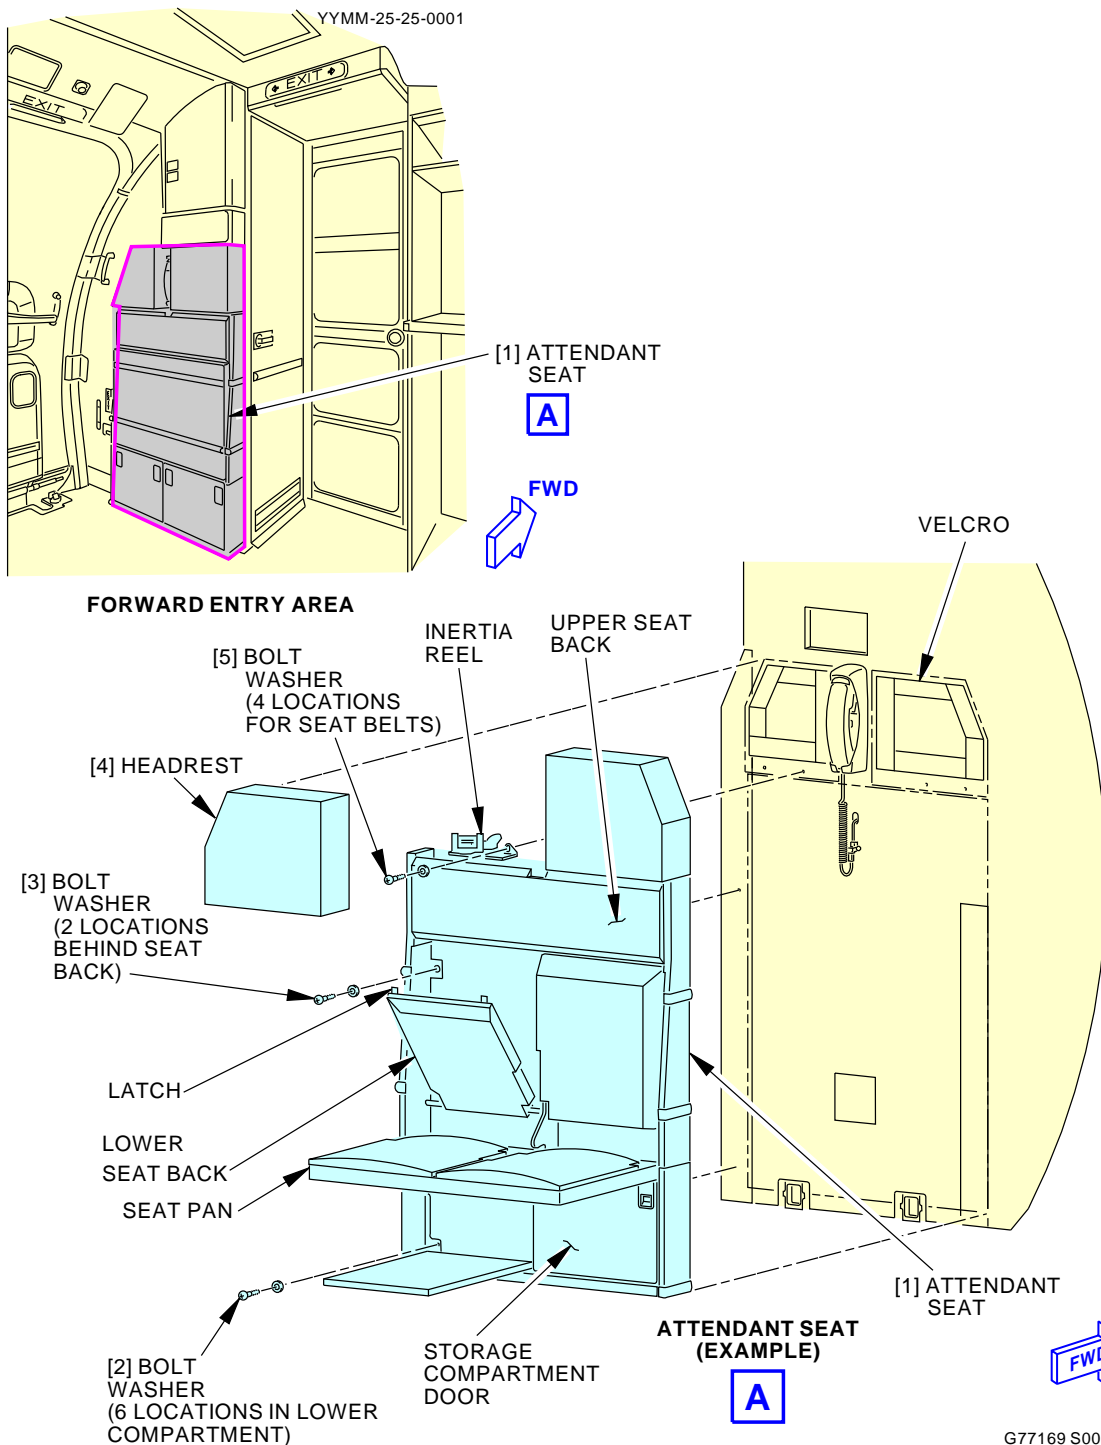 YYMM-25-25-0001
EXIT
EXIT
[1] ATTENDANT
SEAT
A
FWD
FORWARD ENTRY AREA
VELCRO
INERTIA
REEL
UPPER SEAT
BACK
[5] BOLT
WASHER
(4 LOCATIONS
FOR SEAT BELTS)
[4] HEADREST
[3] BOLT
WASHER
(2 LOCATIONS
BEHIND SEAT
BACK)
LATCH
LOWER
SEAT BACK
SEAT PAN
[2] BOLT
WASHER
(6 LOCATIONS IN LOWER
COMPARTMENT)
STORAGE
COMPARTMENT
DOOR
[1] ATTENDANT
SEAT
ATTENDANT SEAT
(EXAMPLE)
A
FWD
G77169 S00